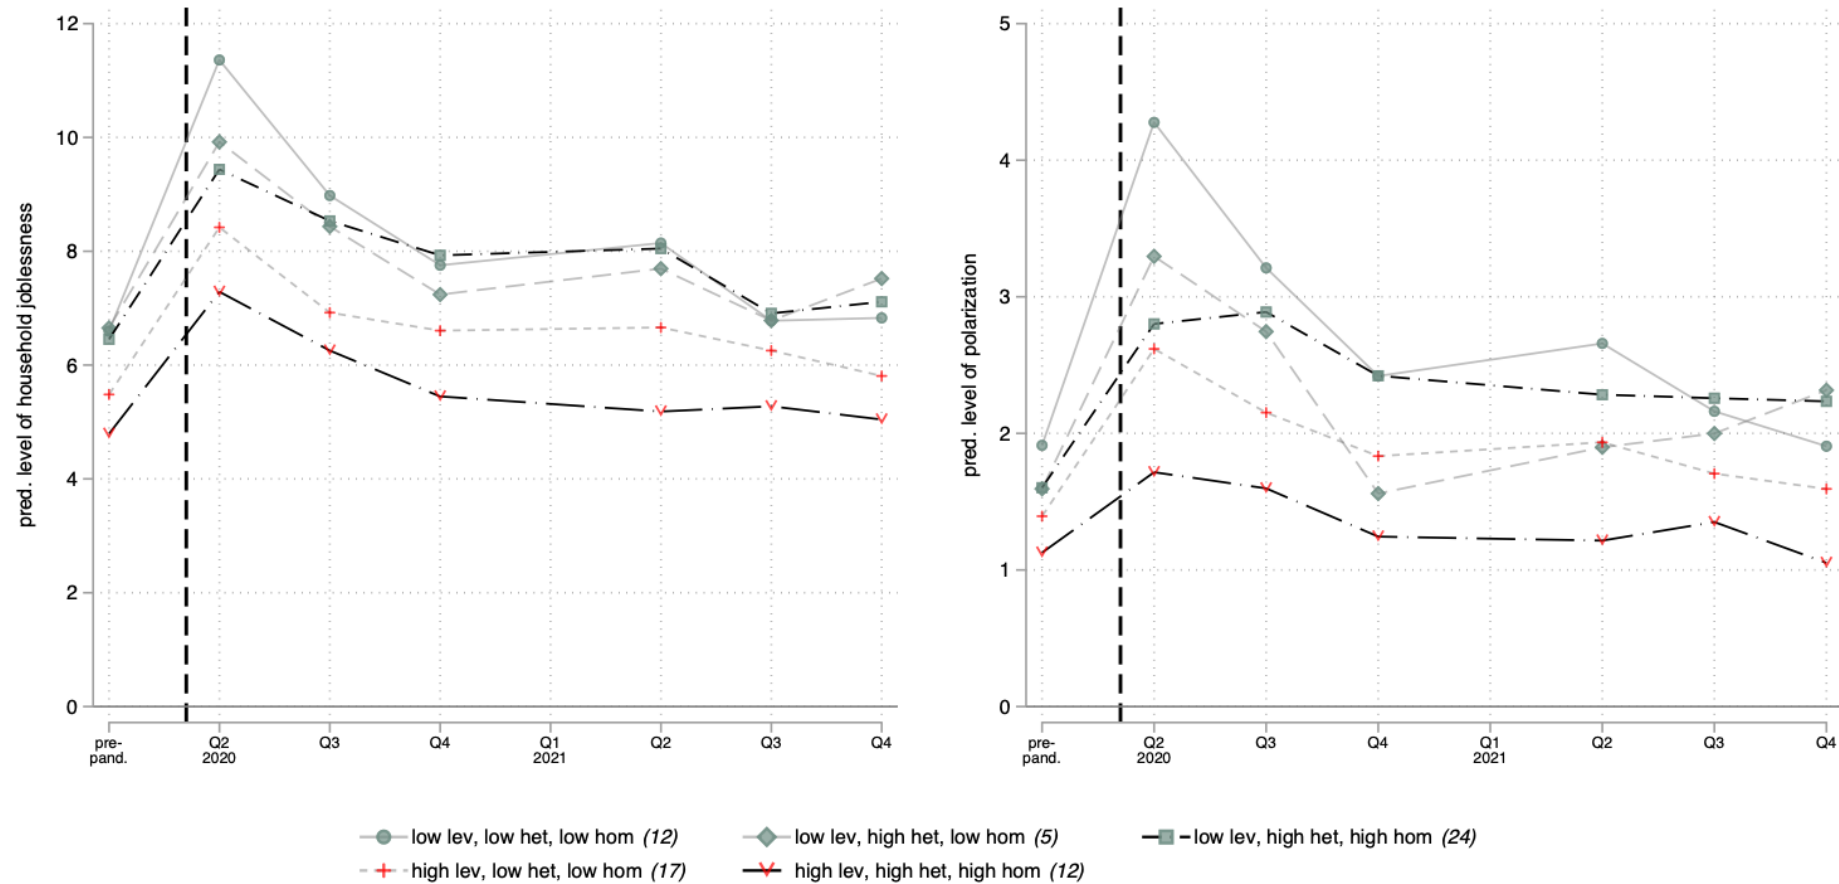 pred. level of household joblessness
12
10
8
6
4
2
0
pre-
pand.
Q2
2020
Q3
Q4
Q1
2021
Q2
Q3
Q4
pred. level of polarization
5
4
3
2
1
0
pre-
pand.
Q2
2020
Q3
Q4
Q1
2021
Q2
Q3
Q4
low lev, low het, low hom (12)
low lev, high het, low hom (5)
low lev, high het, high hom (24)
high lev, low het, low hom (17)
high lev, high het, high hom (12)